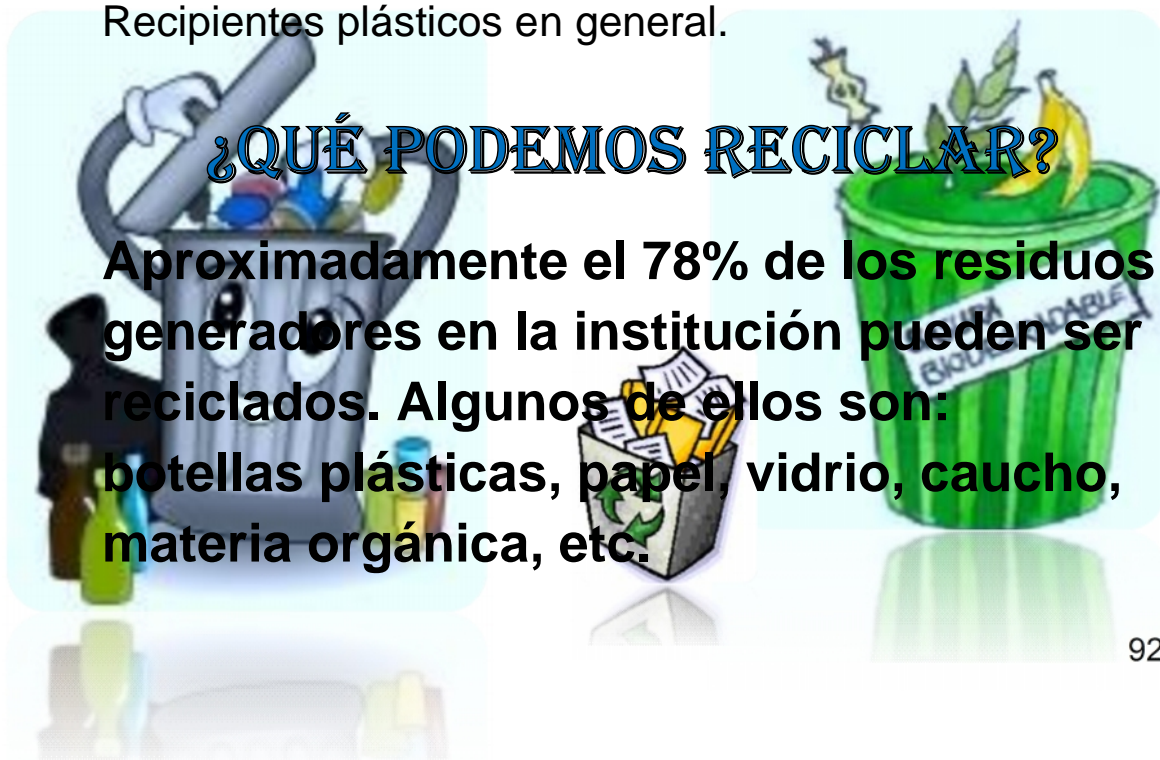 Recipientes plásticos en general.
¿QUÉ PODEMOS RECICLAR?
Aproximadamente el 78% de los residuos
generadores en la institución pueden ser
reciclados. Algunos de ellos son:
botellas plásticas, papel, vidrio, caucho,
materia orgánica, etc.
92